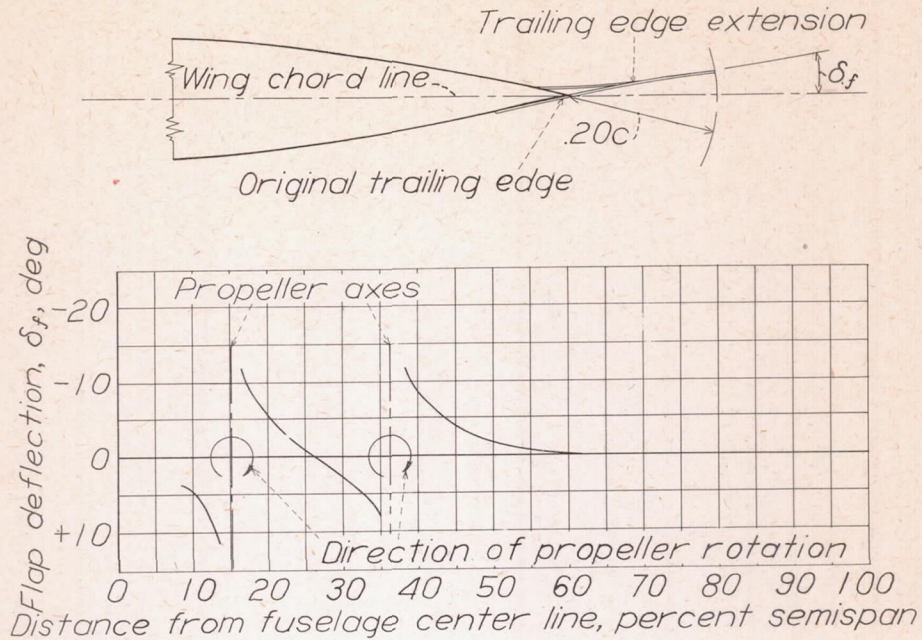 Trailing edge extension
Wing chord line
δf
.20c
Original trailing edge
Flap deflection, δf, deg
Propeller axes
-20
-10
0
+10
Direction of propeller rotation
0 10 20 30 40 50 60 70 80 90 100
Distance from fuselage center line, percent semispan